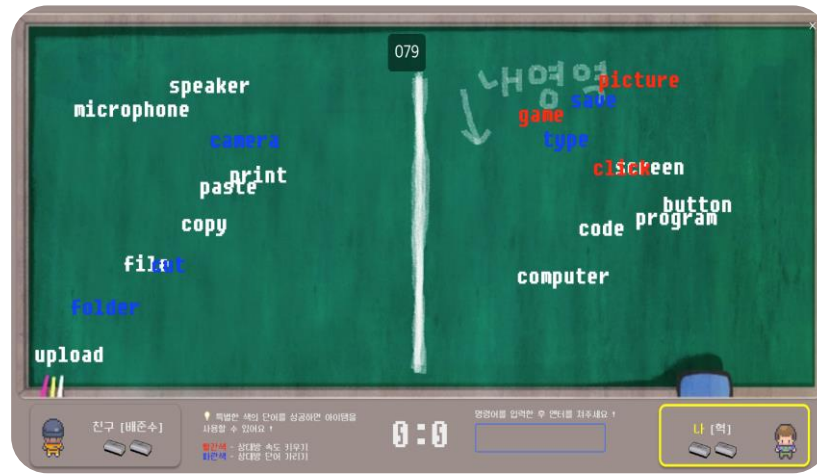 079
×
내영역
speaker
microphone
camera
print
paste
copy
file
cut
folder
upload
picture
save
game
type
click
screen
button
program
code
computer
친구 [배준수]
특별한 색의 단어를 성공하면 아이템을
사용할 수 있어요 !
빨간색 - 상대방 속도 키우기
파란색 - 상대방 단어 가리기
0 : 0
명령어를 입력한 후 엔터를 쳐주세요 !
나 [혁]